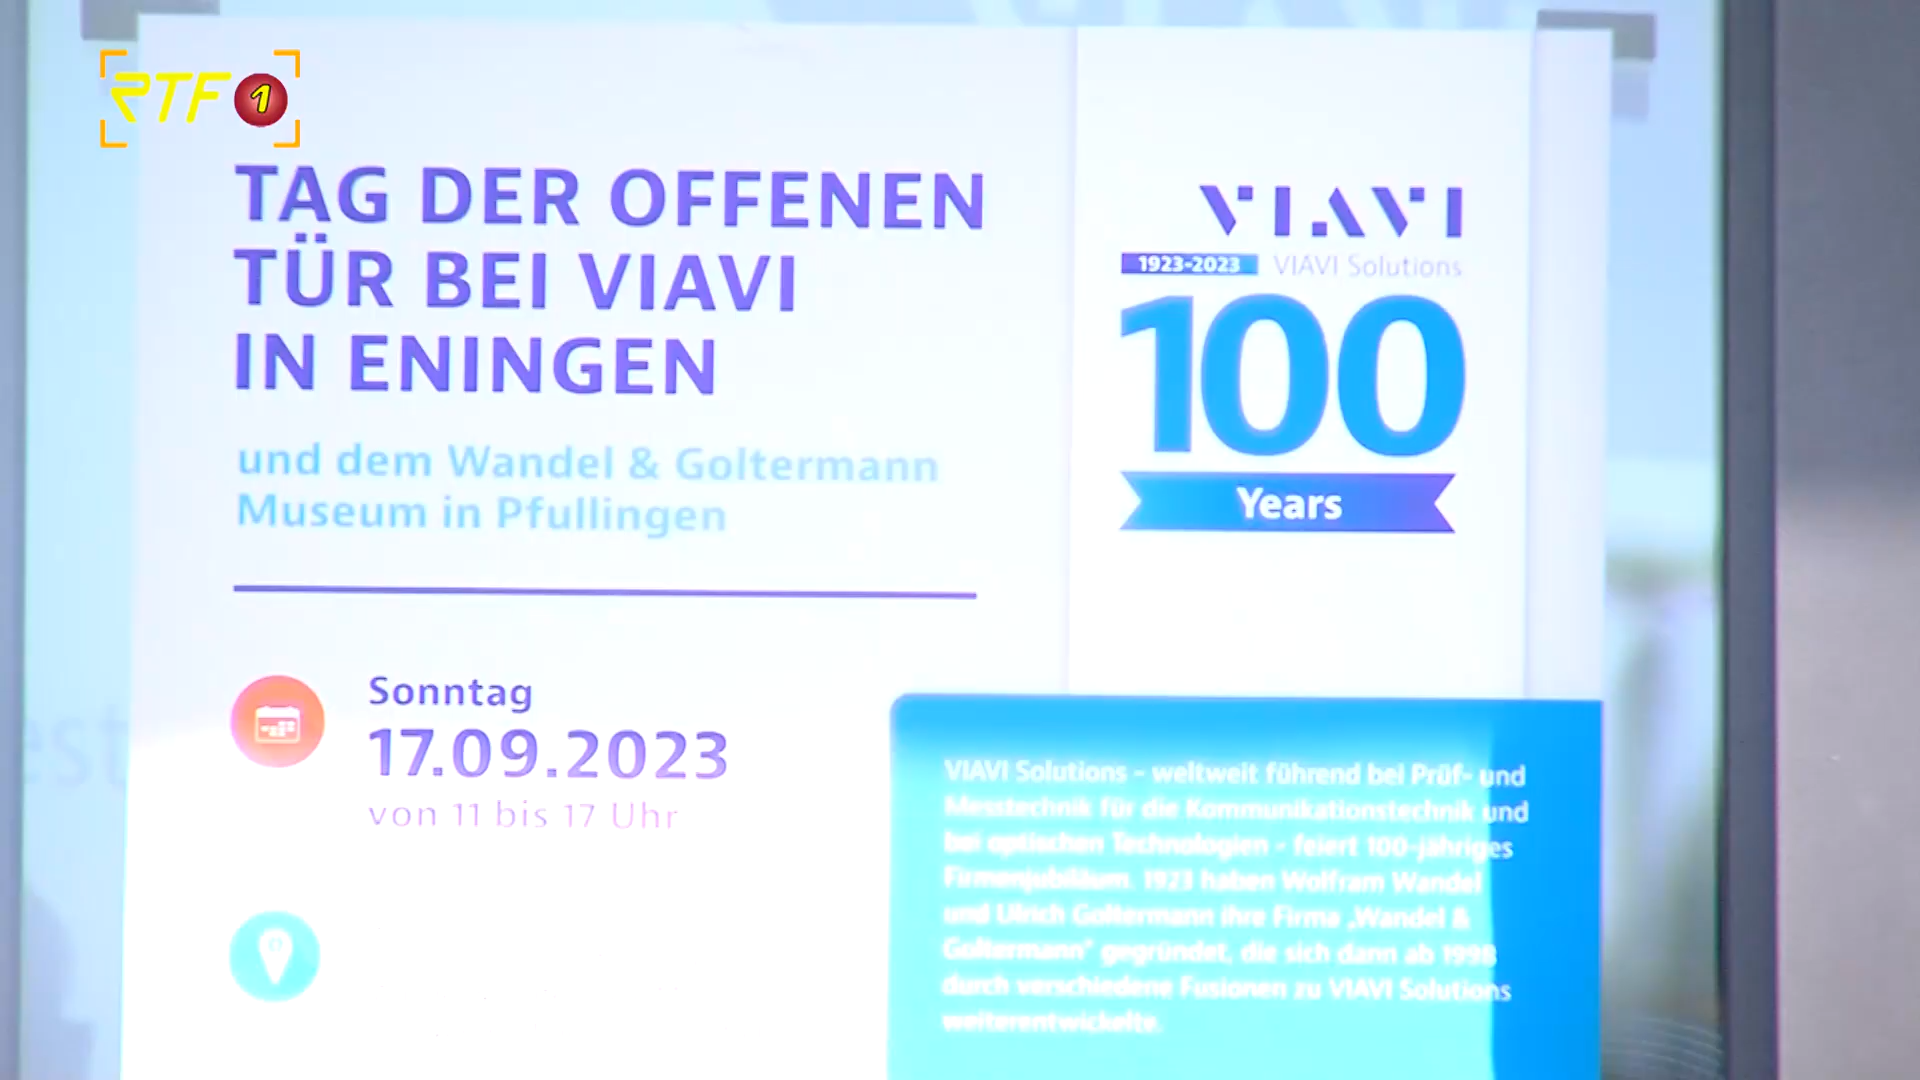 RTF 1
TAG DER OFFENEN
TÜR BEI VIAVI
IN ENINGEN
und dem Wandel & Goltermann
Museum in Pfullingen
Sonntag
17.09.2023
von 11 bis 17 Uhr
VIAVI
1923-2023 VIAVI Solutions
100
Years
VIAVI Solutions - weltweit führend bei Prüf- und
Messtechnik für die Kommunikationstechnik und
bei optischen Technologien - feiert 100-jähriges
Firmenjubiläum. 1923 haben Wolfram Wandel
und Ulrich Goltermann ihre Firma „Wandel &
Goltermann" gegründet, die sich dann ab 1998
durch verschiedene Fusionen zu VIAVI Solutions
weiterentwickelte.